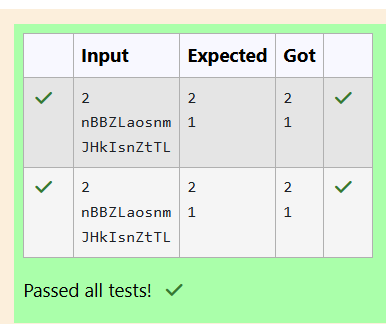 Input Expected Got
2 2 2
nBBZLaosnm 1 1
JHkIsnZtTL
2 2 2
nBBZLaosnm 1 1
JHkIsnZtTL
Passed all tests!